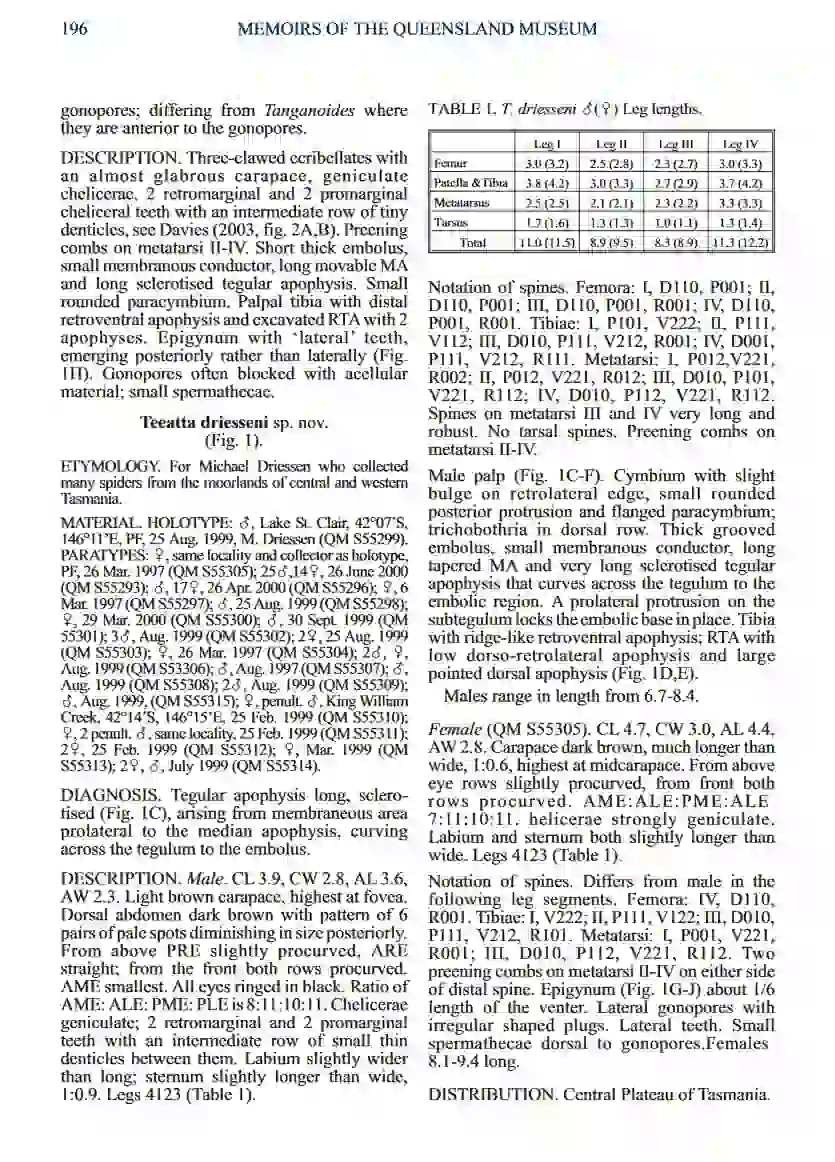 196
MEMOIRS OF THE QUEENSLAND MUSEUM
gonopores; differing from Tanganoides where
they are anterior to the gonopores.
DESCRIPTION. Three-clawed ecribellates with
an almost glabrous carapace, geniculate
chelicerae, 2 retromarginal and 2 promarginal
cheliceral teeth with an intermediate row of tiny
denticles, see Davies (2003, fig. 2A,B). Preening
combs on metatarsi II-IV. Short thick embolus,
small membranous conductor, long movable MA
and long sclerotised tegular apophysis. Small
rounded paracymbium. Palpal tibia with distal
retroventral apophysis and excavated RTA with 2
apophyses. Epigynum with ‘lateral’ teeth,
emerging posteriorly rather than laterally (Fig.
1H). Gonopores often blocked with acellular
material; small spermathecae.
Teeatta driesseni sp. nov.
(Fig. 1).
ETYMOLOGY. For Michael Driessen who collected
many spiders from the moorlands of central and western
Tasmania.
MATERIAL. HOLOTYPE: ♂, Lake St. Clair, 42°07'S,
146°11'E, PF, 25 Aug. 1999, M. Driessen (QM S55299).
PARATYPES: ♀, same locality and collector as holotype,
PF, 26 Mar. 1997 (QM S55305); 25♂,14♀, 26 June 2000
(QM S55293); ♂, 17♀, 26 Apr. 2000 (QM S55296); ♀, 6
Mar. 1997 (QM S55297); ♂, 25 Aug. 1999 (QM S55298);
♀, 29 Mar. 2000 (QM S55300); ♂, 30 Sept. 1999 (QM
55301); 3♂, Aug. 1999 (QM S55302); 2♀, 25 Aug. 1999
(QM S55303); ♀, 26 Mar. 1997 (QM S55304); 2♂, ♀,
Aug. 1999 (QM S53306); ♂, Aug. 1997 (QM S55307); ♂,
Aug. 1999 (QM S55308); 2♂, Aug. 1999 (QM S55309);
♂, Aug. 1999, (QM S55315); ♀, penult. ♂, King William
Creek, 42°14'S, 146°15'E, 25 Feb. 1999 (QM S55310);
♀, 2 penult. ♂, same locality, 25 Feb. 1999 (QM S55311);
2♀, 25 Feb. 1999 (QM S55312); ♀, Mar. 1999 (QM
S55313); 2♀, ♂, July 1999 (QM S55314).
DIAGNOSIS. Tegular apophysis long, sclero-
tised (Fig. 1C), arising from membraneous area
prolateral to the median apophysis, curving
across the tegulum to the embolus.
DESCRIPTION. Male. CL 3.9, CW 2.8, AL 3.6,
AW 2.3. Light brown carapace, highest at fovea.
Dorsal abdomen dark brown with pattern of 6
pairs of pale spots diminishing in size posteriorly.
From above PRE slightly procurved, ARE
straight; from the front both rows procurved.
AME smallest. All eyes ringed in black. Ratio of
AME: ALE: PME: PLE is 8:11:10:11. Chelicerae
geniculate; 2 retromarginal and 2 promarginal
teeth with an intermediate row of small thin
denticles between them. Labium slightly wider
than long; sternum slightly longer than wide,
1:0.9. Legs 4123 (Table 1).
TABLE 1. T. driesseni ♂(♀) Leg lengths.
Leg I Leg II Leg III Leg IV
Femur 3.0 (3.2) 2.5 (2.8) 2.3 (2.7) 3.0 (3.3)
Patella & Tibia 3.8 (4.2) 3.0 (3.3) 2.7 (2.9) 3.7 (4.2)
Metatarsus 2.5 (2.5) 2.1 (2.1) 2.3 (2.2) 3.3 (3.3)
Tarsus 1.7 (1.6) 1.3 (1.3) 1.0 (1.1) 1.3 (1.4)
Total 11.0 (11.5) 8.9 (9.5) 8.3 (8.9) 11.3 (12.2)
Notation of spines. Femora: I, D110, P001; II,
D110, P001; III, D110, P001, R001; IV, D110,
P001, R001. Tibiae: I, P101, V222; II, P111,
V112; III, D010, P111, V212, R001; IV, D001,
P111, V212, R111. Metatarsi: I, P012,V221,
R002; II, P012, V221, R012; III, D010, P101,
V221, R112; IV, D010, P112, V221, R112.
Spines on metatarsi III and IV very long and
robust. No tarsal spines. Preening combs on
metatarsi II-IV.
Male palp (Fig. 1C-F). Cymbium with slight
bulge on retrolateral edge, small rounded
posterior protrusion and flanged paracymbium;
trichobothria in dorsal row. Thick grooved
embolus, small membranous conductor, long
tapered MA and very long sclerotised tegular
apophysis that curves across the tegulum to the
embolic region. A prolateral protrusion on the
subtegulum locks the embolic base in place. Tibia
with ridge-like retroventral apophysis; RTA with
low dorso-retrolateral apophysis and large
pointed dorsal apophysis (Fig. 1D,E).
Males range in length from 6.7-8.4.
Female (QM S55305). CL 4.7, CW 3.0, AL 4.4,
AW 2.8. Carapace dark brown, much longer than
wide, 1:0.6, highest at midcarapace. From above
eye rows slightly procurved, from front both
rows procurved. AME:ALE:PME:ALE
7:11:10:11. helicerae strongly geniculate.
Labium and sternum both slightly longer than
wide. Legs 4123 (Table 1).
Notation of spines. Differs from male in the
following leg segments. Femora: IV, D110,
R001. Tibiae: I, V222; II, P111, V122; III, D010,
P111, V212, R101. Metatarsi: I, P001, V221,
R001; III, D010, P112, V221, R112. Two
preening combs on metatarsi II-IV on either side
of distal spine. Epigynum (Fig. 1G-J) about 1/6
length of the venter. Lateral gonopores with
irregular shaped plugs. Lateral teeth. Small
spermathecae dorsal to gonopores.Females
8.1-9.4 long.
DISTRIBUTION. Central Plateau of Tasmania.